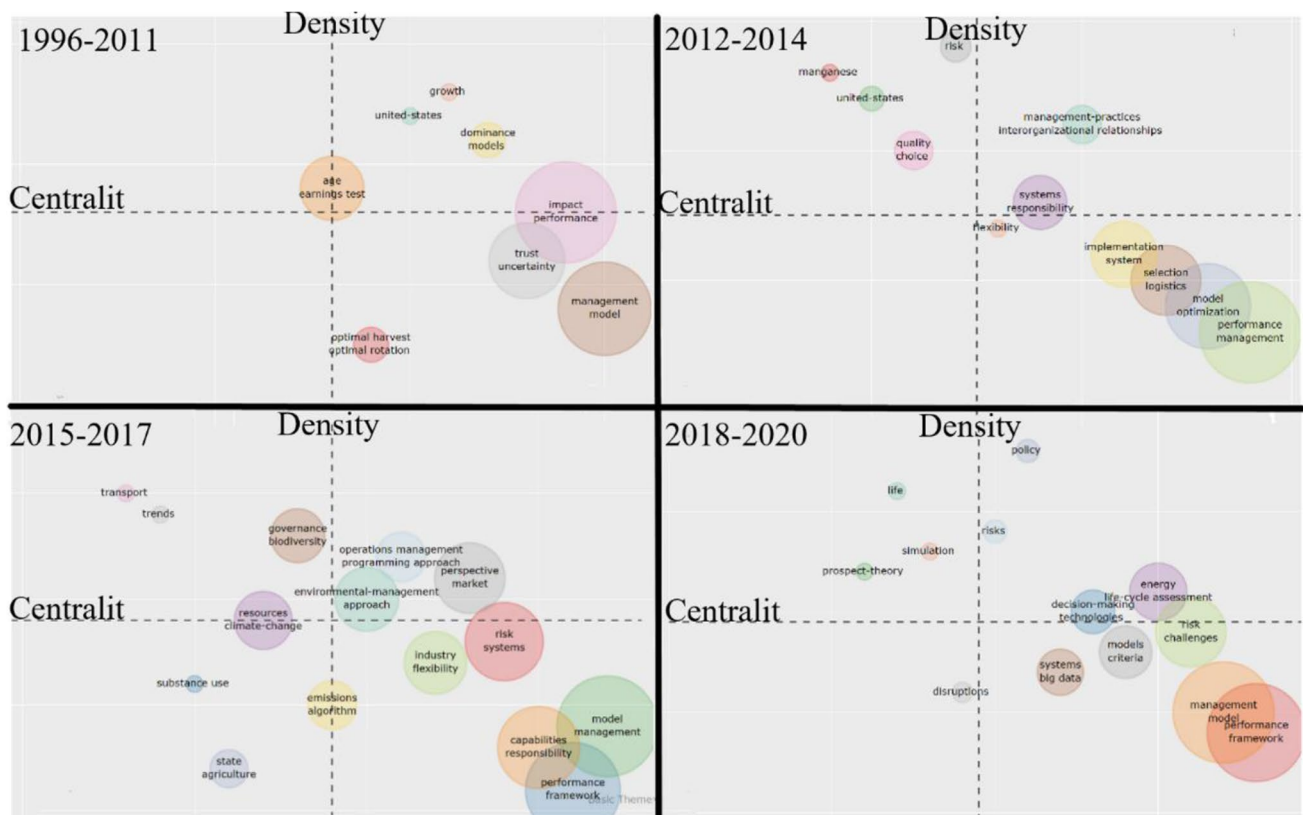 1996-2011
Density
growth
united-states
dominance
models
age
earnings test
Centralit
impact
performance
trust
uncertainty
management
model
optimal harvest
optimal rotation
2012-2014
Density
risk
manganese
united-states
management-practices
interorganizational relationships
quality
choice
systems
responsibility
Centralit
flexibility
implementation
system
selection
logistics
model
optimization
performance
management
2015-2017
Density
transport
trends
governance
biodiversity
operations management
programming approach
perspective
market
environmental-management
approach
Centralit
resources
climate-change
risk
systems
industry
flexibility
substance use
emissions
algorithm
model
management
capabilities
responsibility
state
agriculture
performance
framework
Basic Themes
2018-2020
Density
policy
life
risks
simulation
prospect-theory
energy
life-cycle assessment
decision-making
technologies
Centralit
risk
challenges
models
criteria
systems
big data
disruptions
management
model
performance
framework